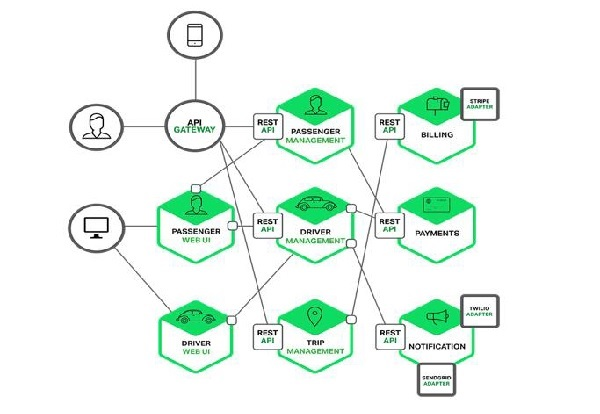 API
GATEWAY
REST
API
PASSENGER
MANAGEMENT
REST
API
BILLING
STRIPE
ADAPTER
PASSENGER
WEB UI
REST
API
DRIVER
MANAGEMENT
REST
API
PAYMENTS
DRIVER
WEB UI
REST
API
TRIP
MANAGEMENT
REST
API
NOTIFICATION
TWILIO
ADAPTER
SENDGRID
ADAPTER